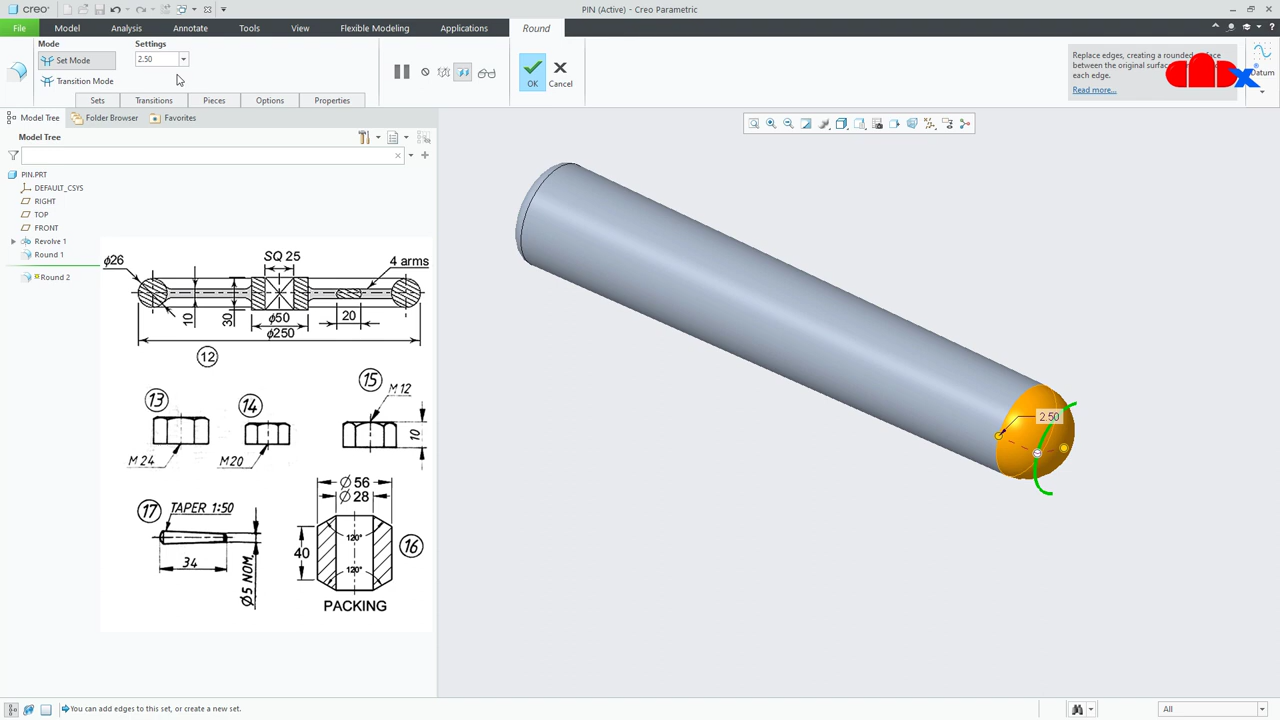 creo
PIN (Active) - Creo Parametric
File
Model
Analysis
Annotate
Tools
View
Flexible Modeling
Applications
Round
Mode
Settings
Set Mode
2.50
Transition Mode
OK
Cancel
Replace edges, creating a rounded surface
between the original surfaces
each edge.
Read more...
Datum
Sets
Transitions
Pieces
Options
Properties
Model Tree
Folder Browser
Favorites
Model Tree
PIN.PRT
DEFAULT_CSYS
RIGHT
TOP
FRONT
Revolve 1
Round 1
Round 2
SQ 25
ϕ26
4 arms
10
30
ϕ50
20
ϕ250
12
13
14
15
M 12
10
M 24
M20
17
TAPER 1:50
34
Ø5 NOM.
Ø 56
Ø 28
40
120°
120°
16
PACKING
2.50
You can add edges to this set, or create a new set.
All